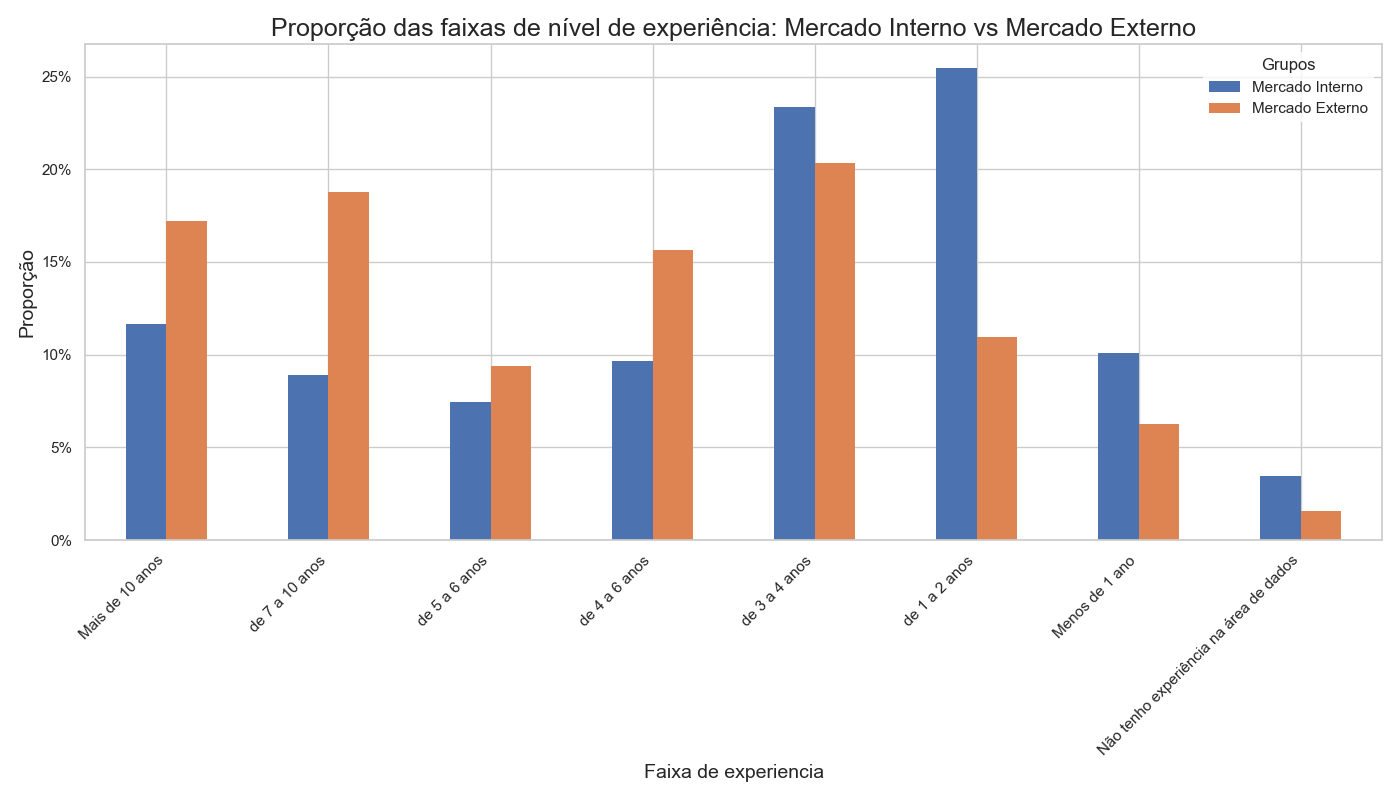 Proporção das faixas de nível de experiência: Mercado Interno vs Mercado Externo
Grupos
Mercado Interno
Mercado Externo
Proporção
25%
20%
15%
10%
5%
0%
Mais de 10 anos
de 7 a 10 anos
de 5 a 6 anos
de 4 a 6 anos
de 3 a 4 anos
de 1 a 2 anos
Menos de 1 ano
Não tenho experiência na área de dados
Faixa de experiencia